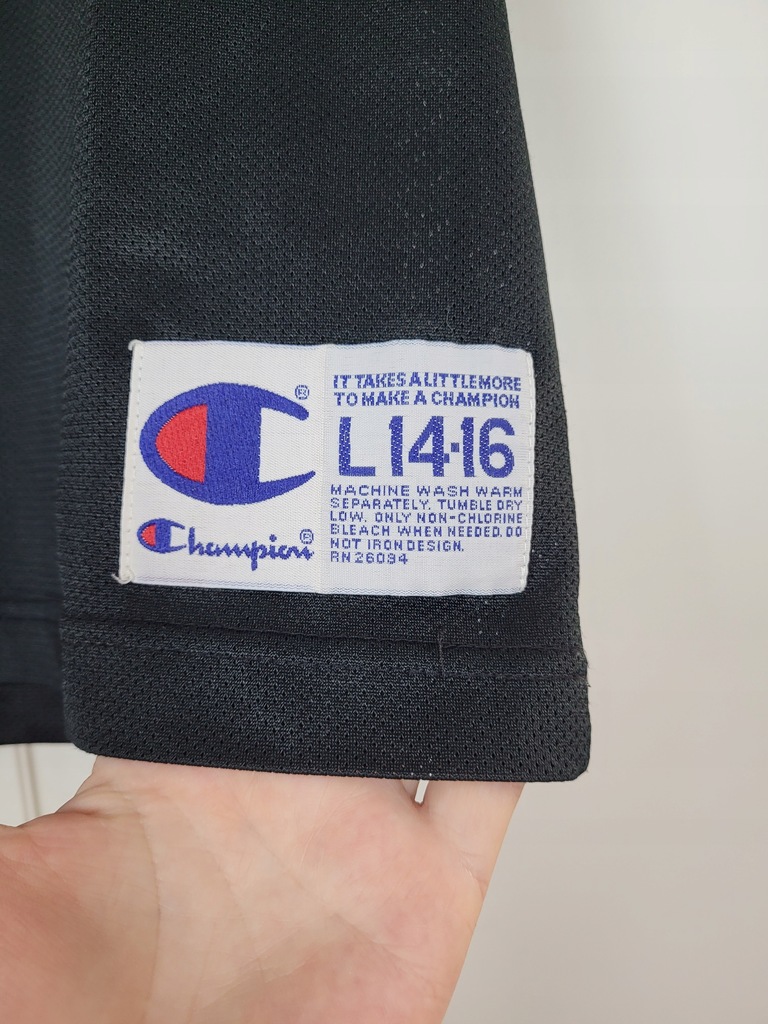 ®
IT TAKES A LITTLE MORE
TO MAKE A CHAMPION
L 14-16
MACHINE WASH WARM
SEPARATELY. TUMBLE DRY
LOW. ONLY NON-CHLORINE
BLEACH WHEN NEEDED. DO
NOT IRON DESIGN.
RN 26094
Champion®